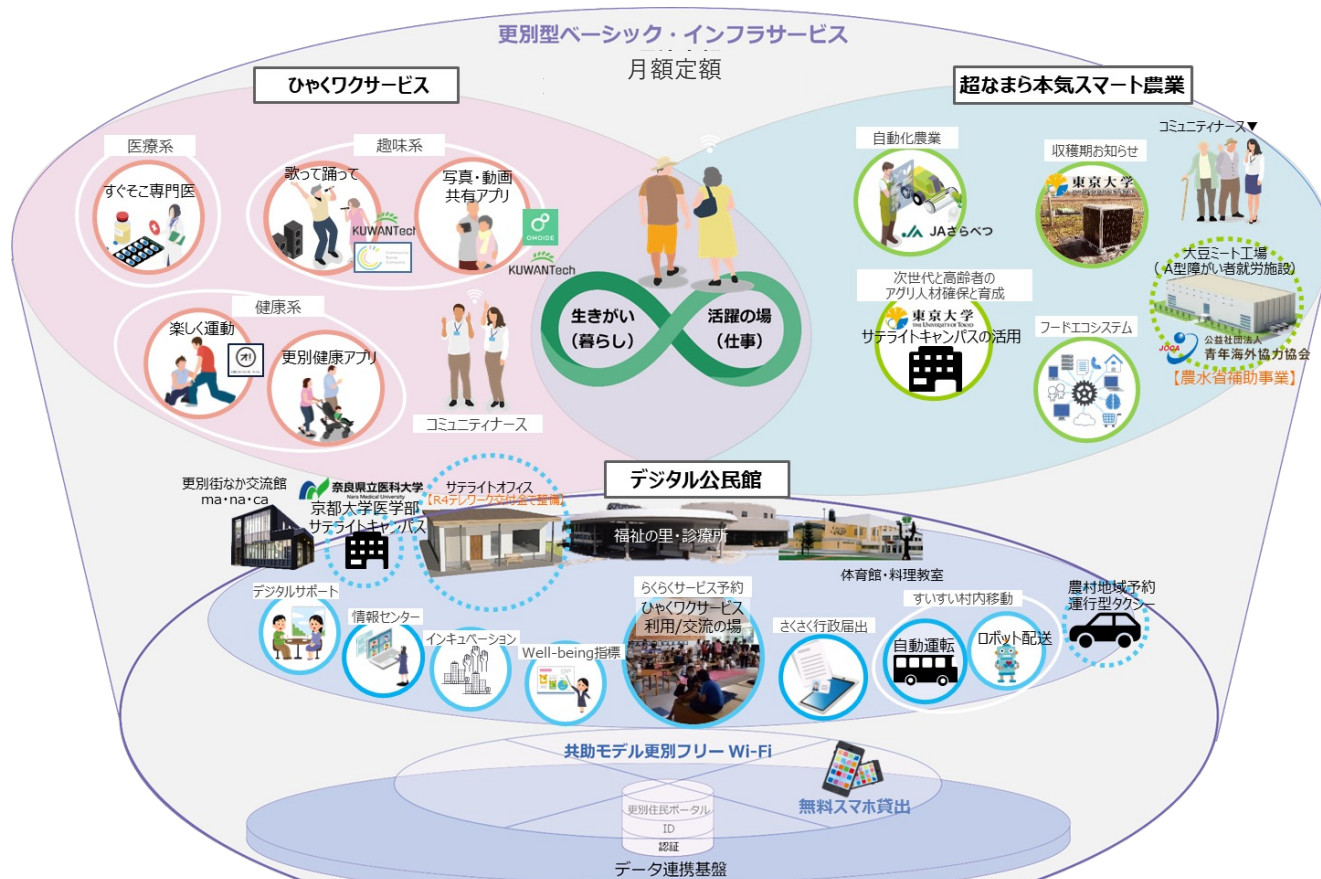 更別型ベーシック・インフラサービス
月額定額
ひゃくワクサービス
超なまら本気スマート農業
医療系
すぐそこ専門医
趣味系
歌って踊って
KUWANTech
写真・動画
共有アプリ
OMOIDE
KUWANTech
健康系
楽しく運動
更別健康アプリ
コミュニティナース
生きがい
(暮らし)
活躍の場
(仕事)
自動化農業
JAさらべつ
収穫期お知らせ
東京大学
コミュニティナース▼
次世代と高齢者の
アグリ人材確保と育成
東京大学
THE UNIVERSITY OF TOKYO
サテライトキャンパスの活用
フードエコシステム
大豆ミート工場
(A型障がい者就労施設)
JOCA
公益社団法人
青年海外協力協会
【農水省補助事業】
デジタル公民館
更別街なか交流館
ma・na・ca
奈良県立医科大学
Nara Medical University
京都大学医学部
サテライトキャンパス
サテライトオフィス
【R4テレワーク交付金で整備】
福祉の里・診療所
体育館・料理教室
デジタルサポート
情報センター
インキュベーション
Well-being指標
らくらくサービス予約
ひゃくワクサービス
利用/交流の場
さくさく行政届出
すいすい村内移動
自動運転
ロボット配送
農村地域予約
運行型タクシー
共助モデル更別フリー Wi-Fi
無料スマホ貸出
更別住民ポータル
ID
認証
データ連携基盤